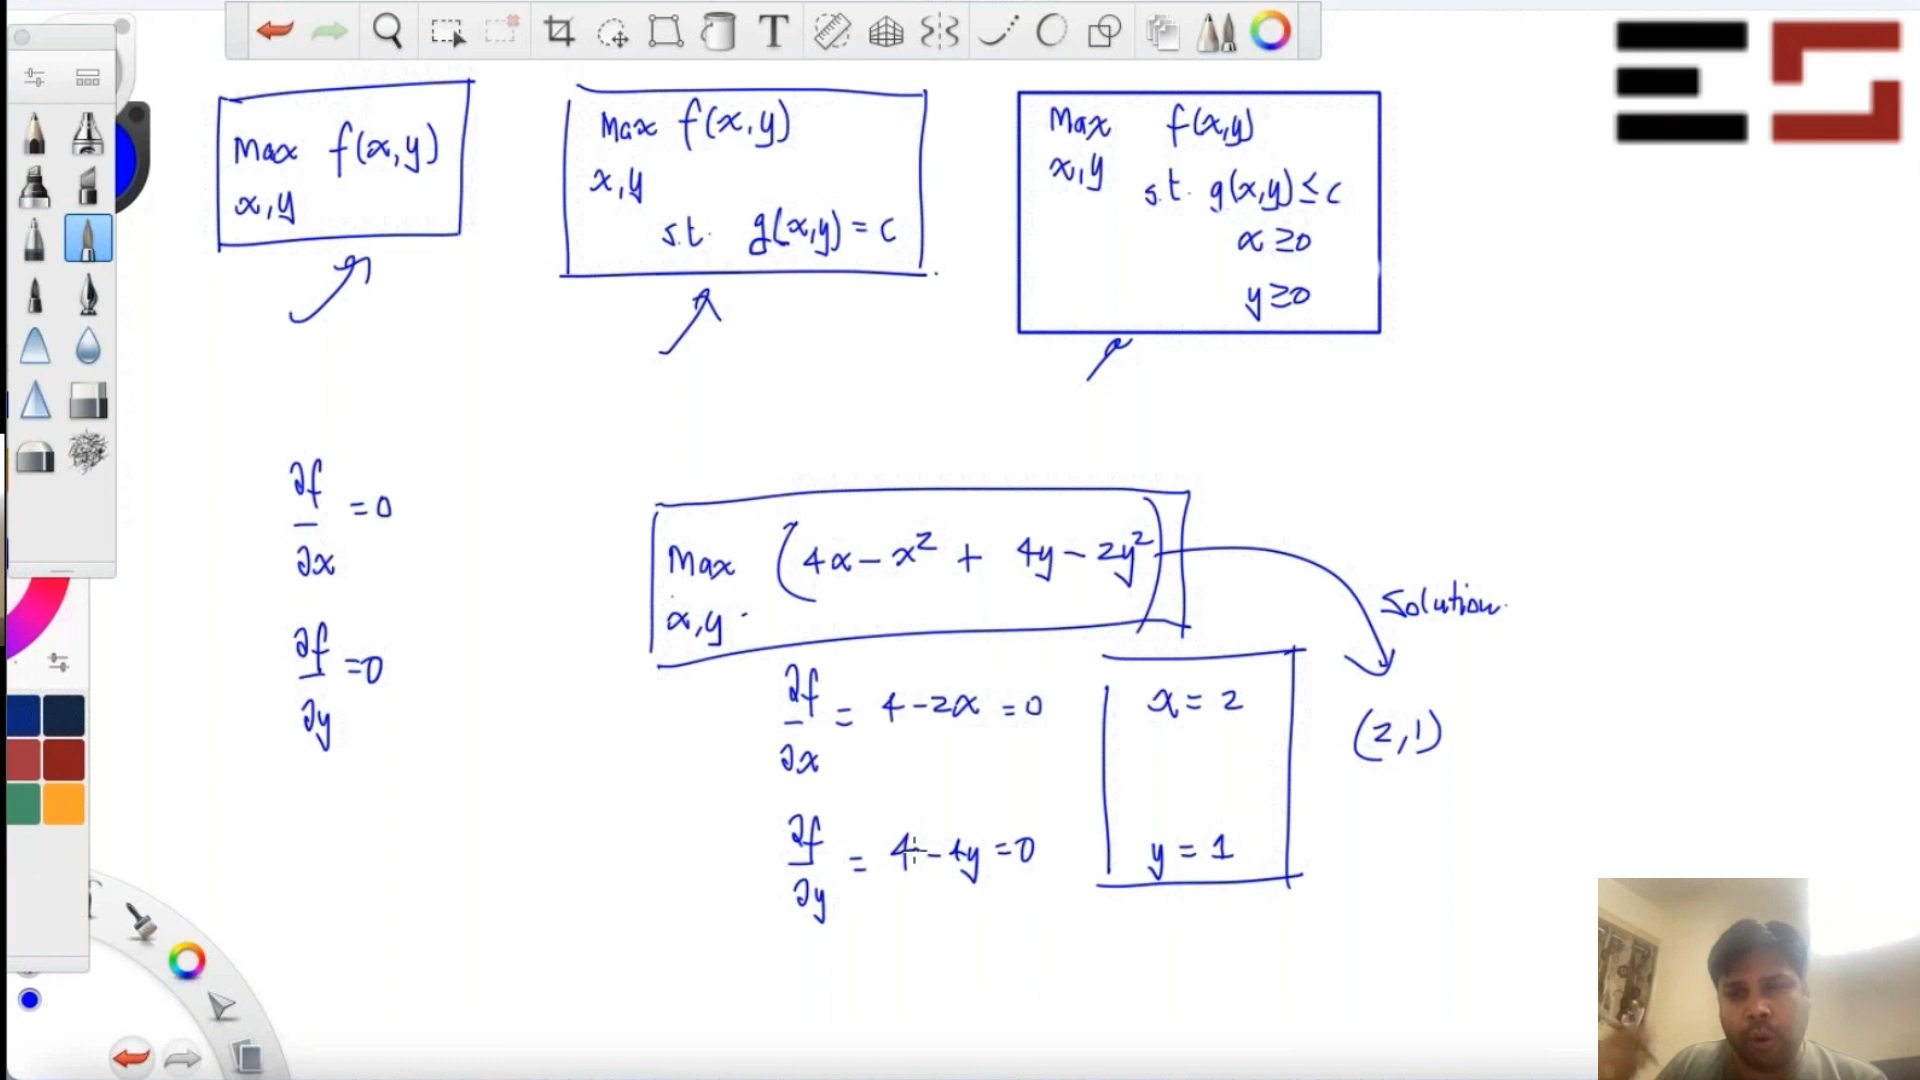 Max f(x,y)
x,y
Max f(x,y)
x,y
s.t. g(x,y) = c
Max f(x,y)
x,y
s.t. g(x,y) ≤ c
x ≥ 0
y ≥ 0
∂f/∂x = 0
∂f/∂y = 0
Max (4x - x² + 4y - 2y²)
x,y
Solution
∂f/∂x = 4 - 2x = 0
x = 2
(2,1)
∂f/∂y = 4 - 4y = 0
y = 1
ES
T